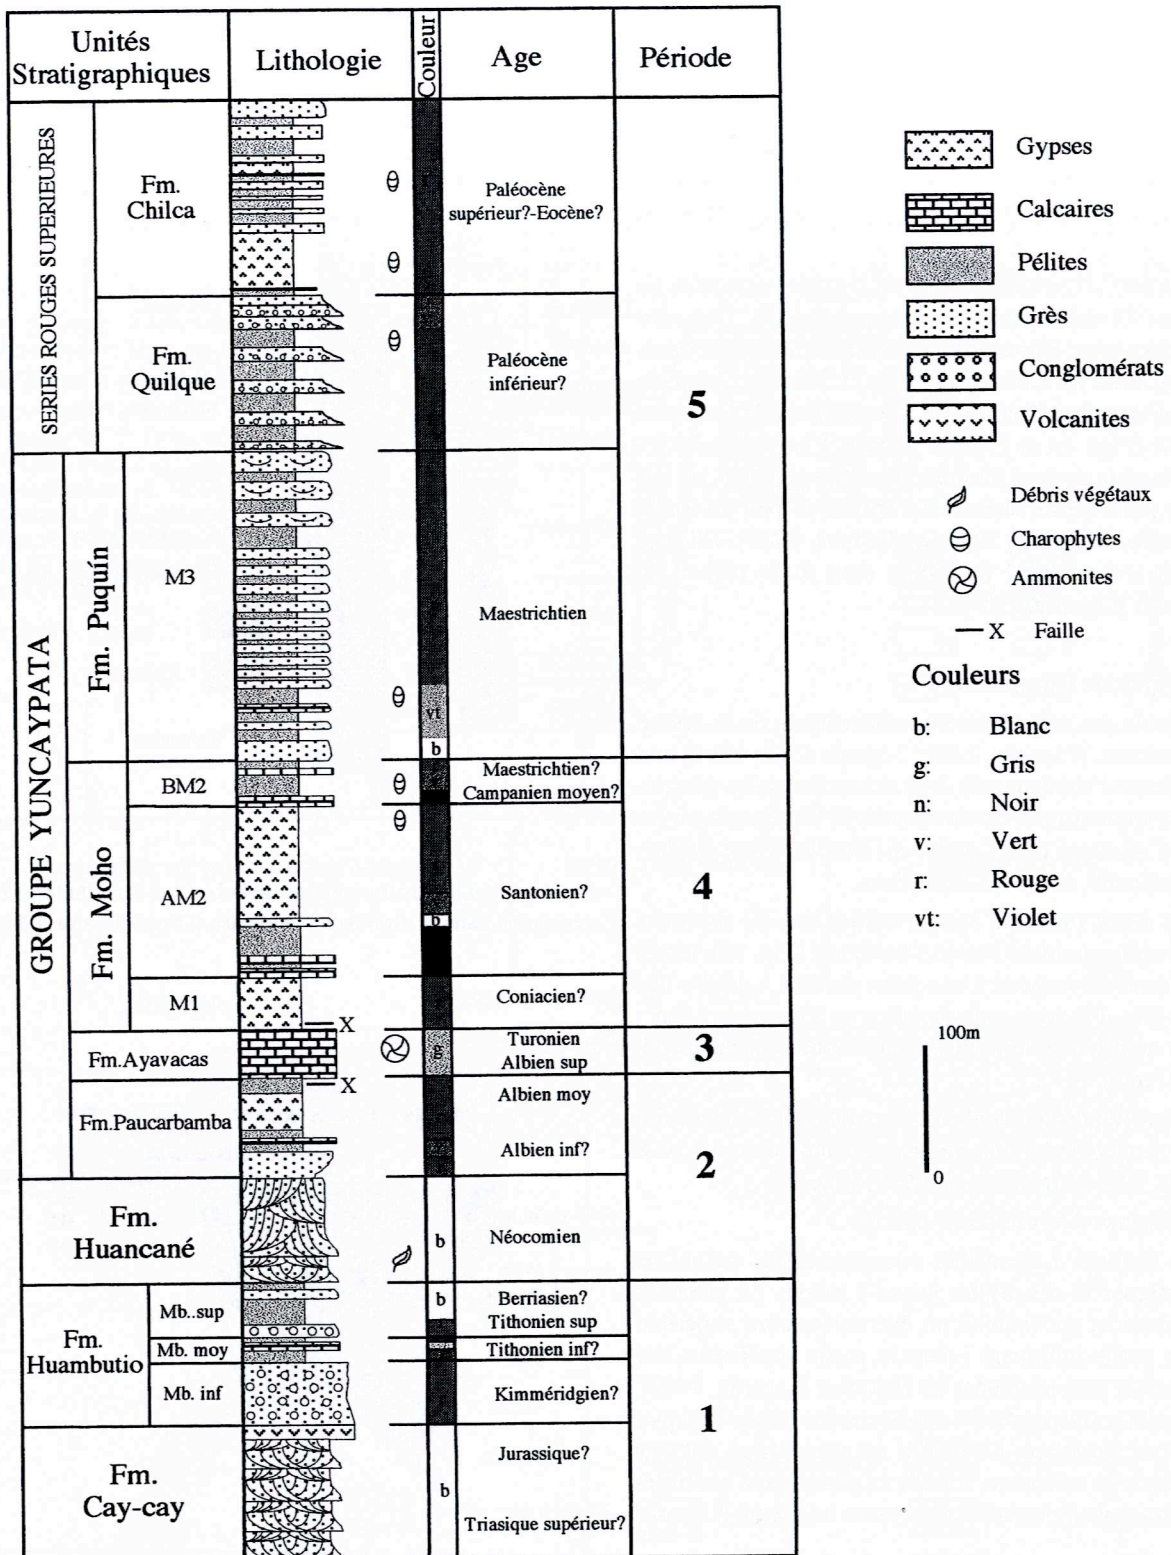 Unités
Stratigraphiques
Lithologie
Couleur
Age
Période
SERIES ROUGES SUPERIEURES
Fm.
Chilca
Paléocène
supérieur?-Eocène?
Fm.
Quilque
Paléocène
inférieur?
5
GROUPE YUNCAYPATA
Fm. Puquín
M3
Maestrichtien
vt
b
Fm. Moho
BM2
Maestrichtien?
Campanien moyen?
AM2
Santonien?
b
4
M1
Coniacien?
X
Fm.Ayavacas
g
Turonien
Albien sup
3
X
Fm.Paucarbamba
Albien moy
Albien inf?
2
Fm.
Huancané
b
Néocomien
Fm.
Huambutio
Mb..sup
b
Berriasien?
Tithonien sup
Mb. moy
Tithonien inf?
Mb. inf
Kimméridgien?
1
Fm.
Cay-cay
b
Jurassique?
Triasique supérieur?
Gypses
Calcaires
Pélites
Grès
Conglomérats
Volcanites
Débris végétaux
Charophytes
Ammonites
X Faille
Couleurs
b: Blanc
g: Gris
n: Noir
v: Vert
r: Rouge
vt: Violet
100m
0